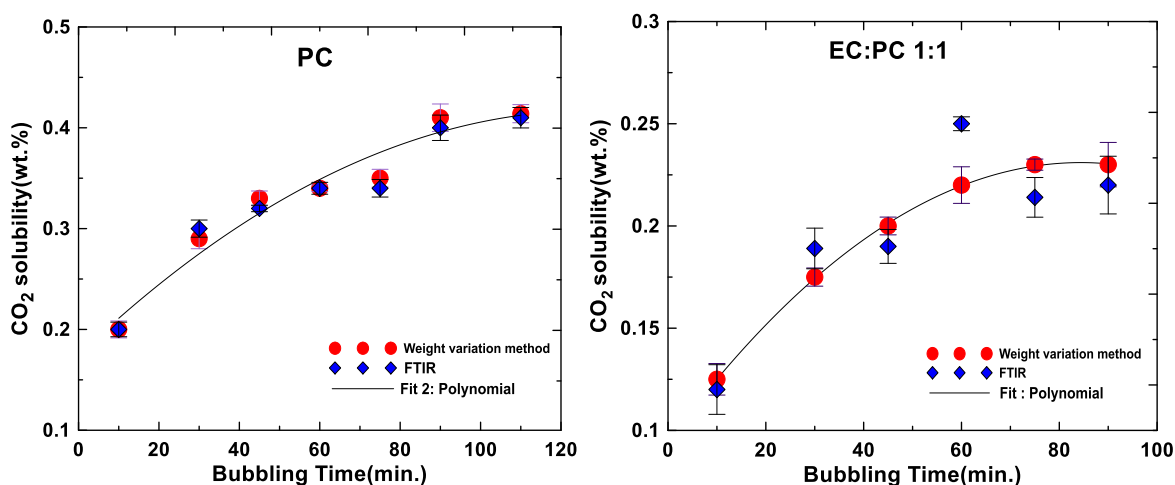 PC
CO2 solubility(wt.%)
0.5
0.4
0.3
0.2
0.1
Weight variation method
FTIR
Fit 2: Polynomial
0 20 40 60 80 100 120
Bubbling Time(min.)
EC:PC 1:1
CO2 solubility(wt.%)
0.3
0.25
0.2
0.15
0.1
Weight variation method
FTIR
Fit : Polynomial
0 20 40 60 80 100
Bubbling Time(min.)